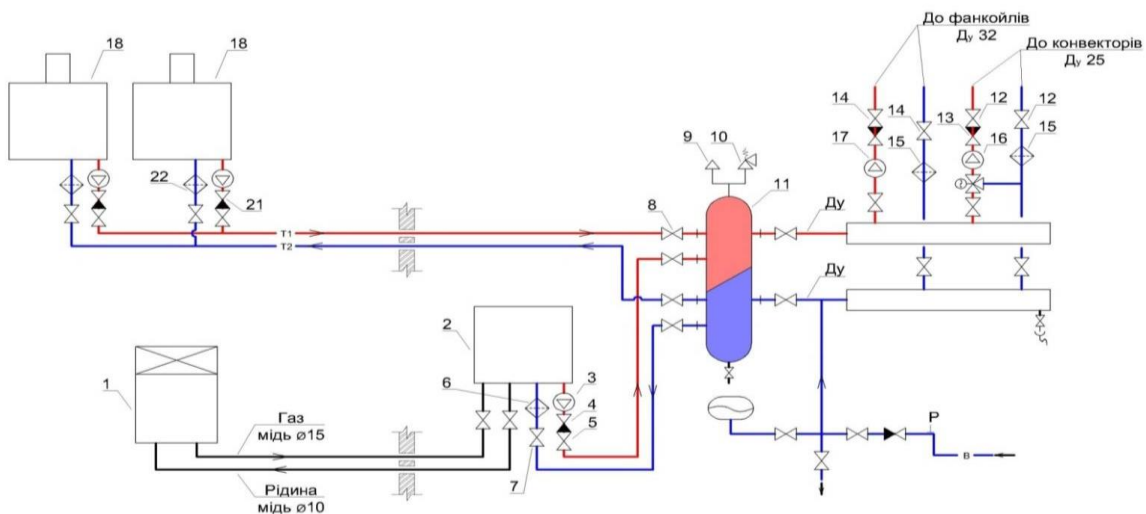 До фанкойлів
Ду 32
До конвекторів
Ду 25
18
18
14
14
12
12
13
17
15
16
15
9
10
11
22
21
8
Ду
Т1
Т2
Ду
2
1
6
3
4
5
7
Газ
мідь ø15
Рідина
мідь ø10
Р
В